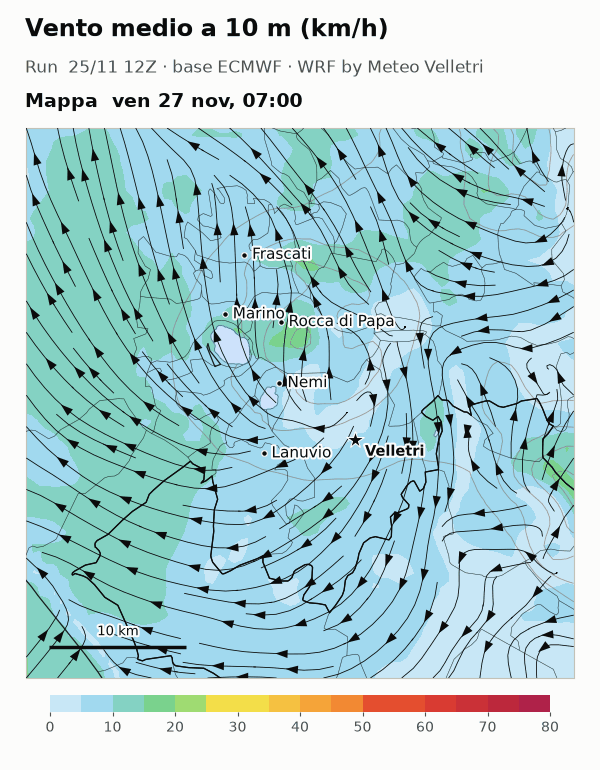 Vento medio a 10 m (km/h)
Run 25/11 12Z · base ECMWF · WRF by Meteo Velletri
Mappa ven 27 nov, 07:00
Frascati
Marino
Rocca di Papa
Nemi
Velletri
Lanuvio
10 km
0 10 20 30 40 50 60 70 80